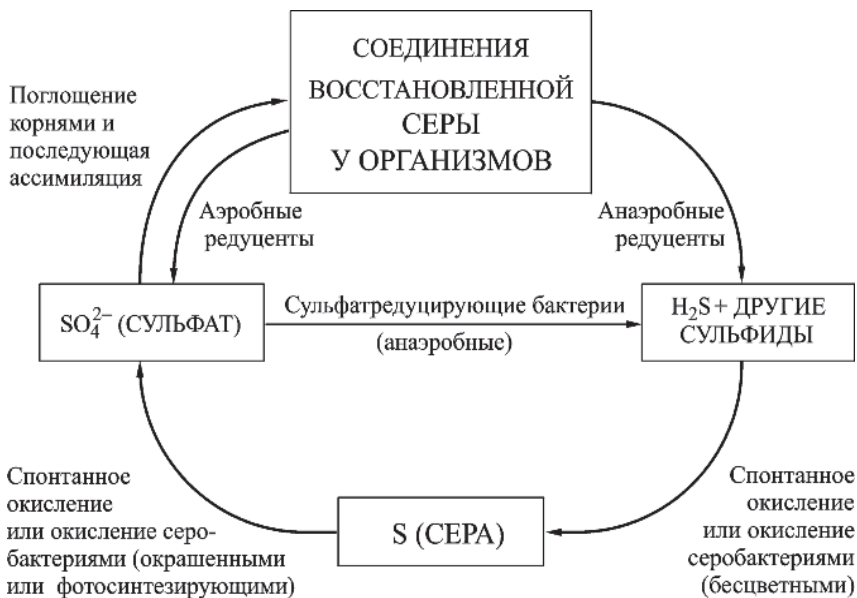 СОЕДИНЕНИЯ
ВОССТАНОВЛЕННОЙ
СЕРЫ
У ОРГАНИЗМОВ
Поглощение
корнями и
последующая
ассимиляция
Аэробные
редуценты
Анаэробные
редуценты
SO₄²⁻ (СУЛЬФАТ)
Сульфатредуцирующие бактерии
(анаэробные)
H₂S + ДРУГИЕ
СУЛЬФИДЫ
Спонтанное
окисление
или окисление серо-
бактериями (окрашенными
или фотосинтезирующими)
S (СЕРА)
Спонтанное
окисление
или окисление
серобактериями
(бесцветными)